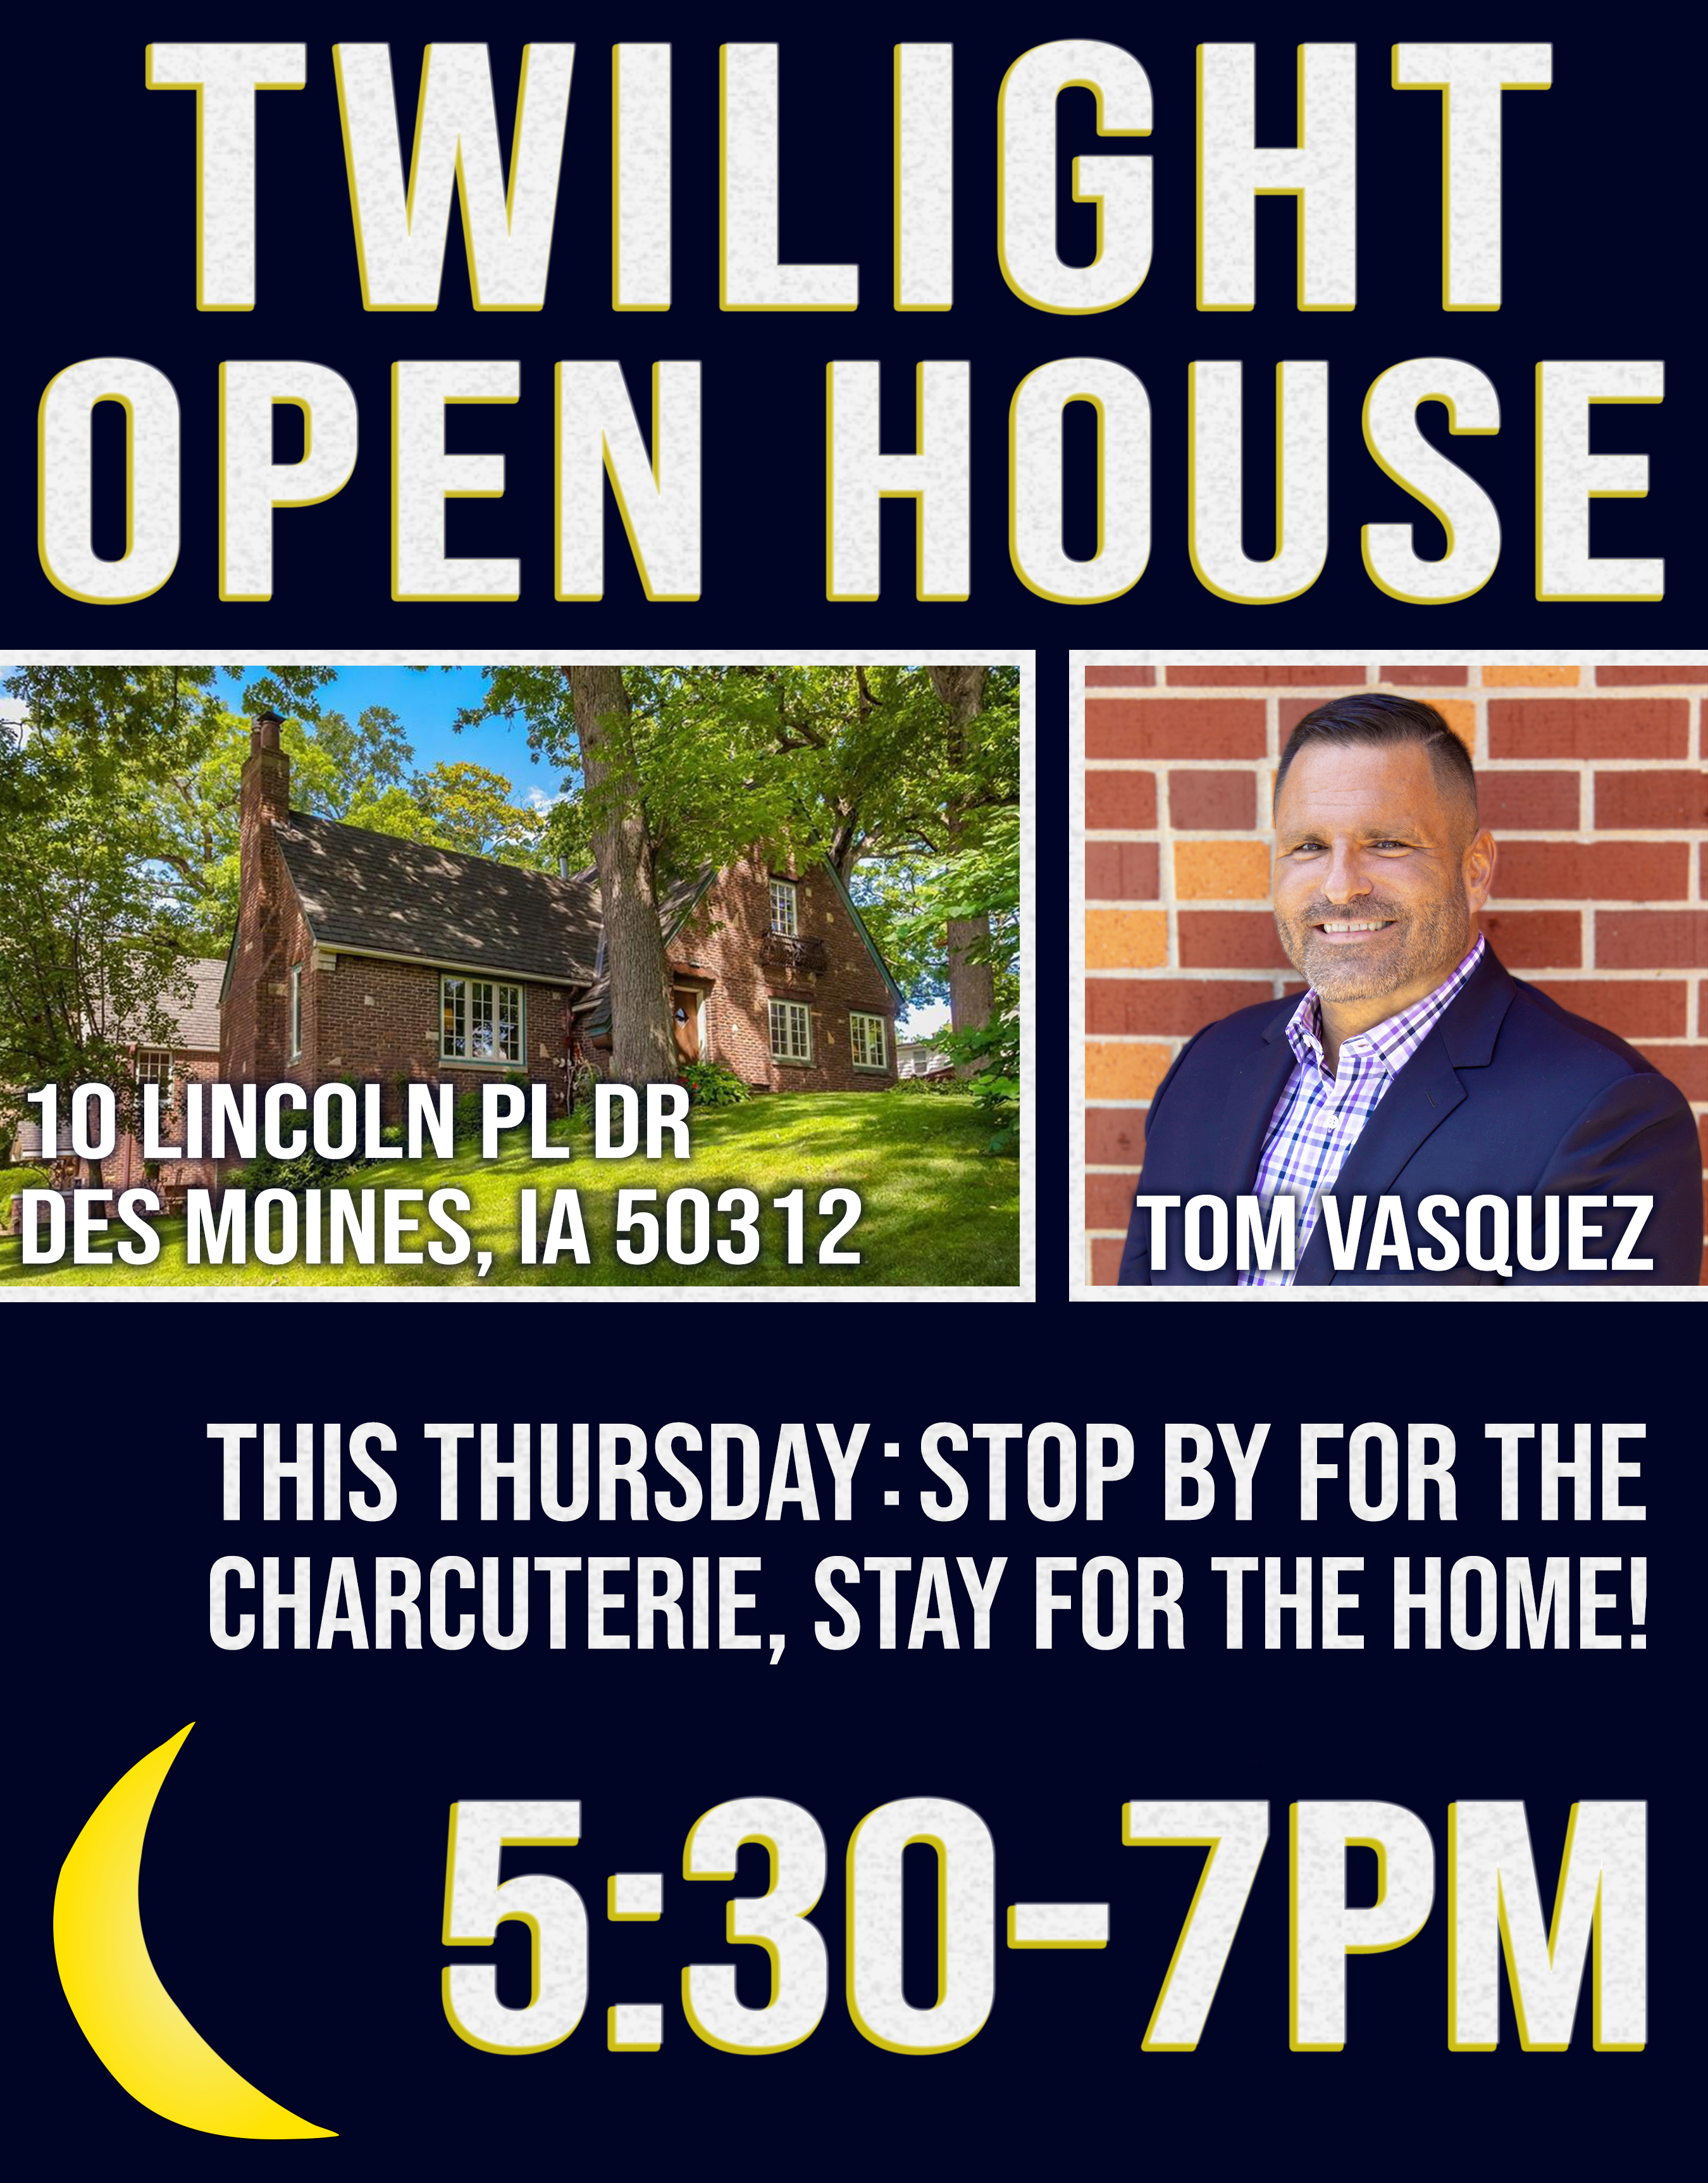 TWILIGHT
OPEN HOUSE
10 LINCOLN PL DR
DES MOINES, IA 50312
TOM VASQUEZ
THIS THURSDAY: STOP BY FOR THE
CHARCUTERIE, STAY FOR THE HOME!
5:30-7PM